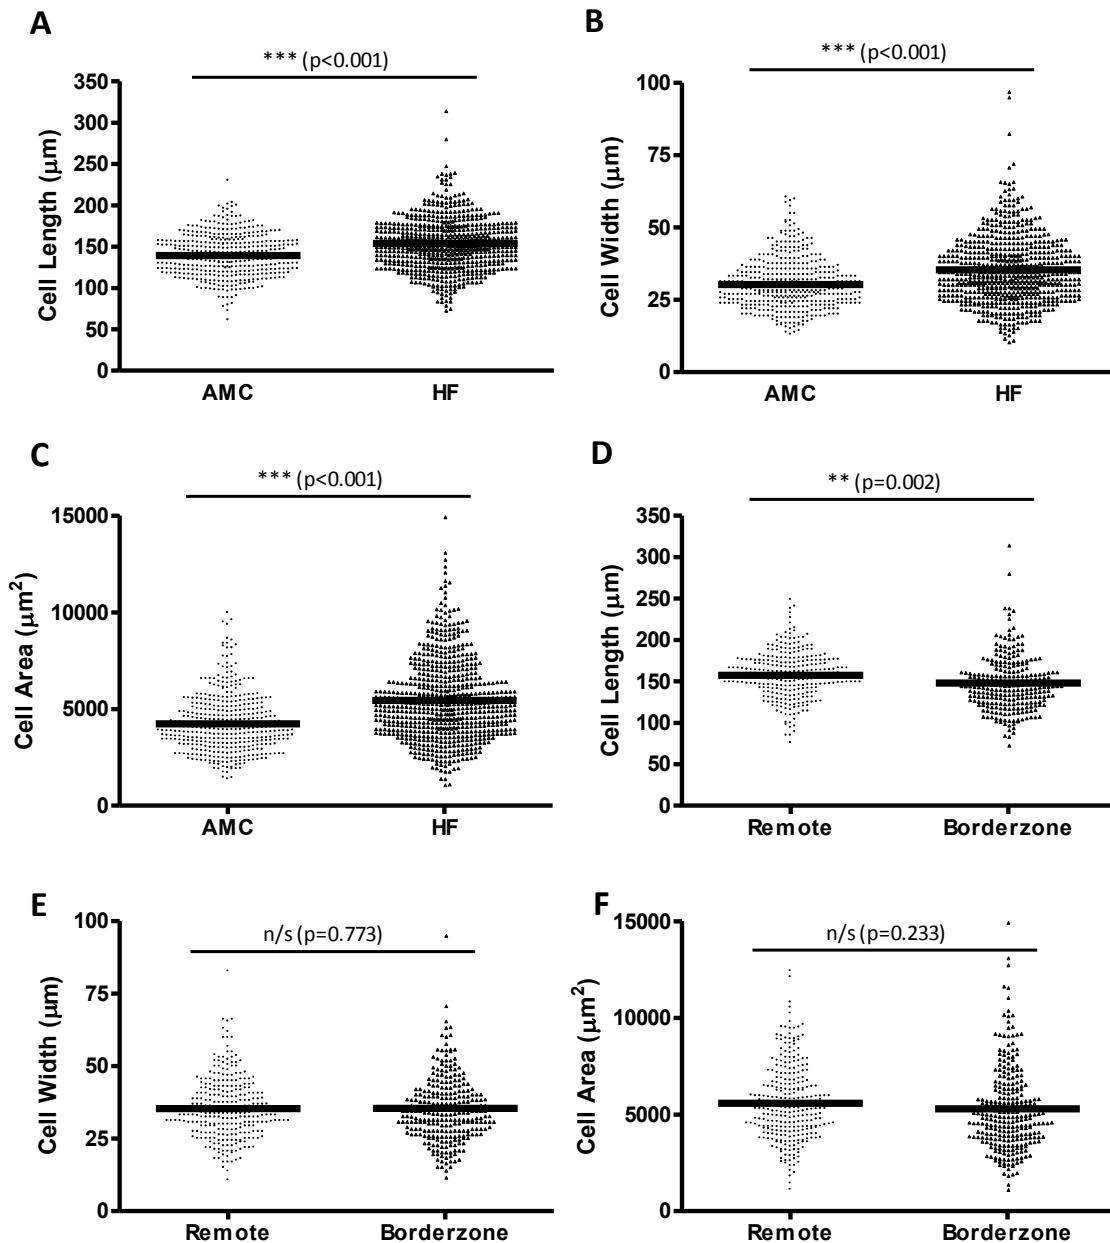 A
*** (p<0.001)
Cell Length (μm)
350
300
250
200
150
100
50
0
AMC HF
B
*** (p<0.001)
Cell Width (μm)
100
75
50
25
0
AMC HF
C
*** (p<0.001)
Cell Area (μm²)
15000
10000
5000
0
AMC HF
D
** (p=0.002)
Cell Length (μm)
350
300
250
200
150
100
50
0
Remote Borderzone
E
n/s (p=0.773)
Cell Width (μm)
100
75
50
25
0
Remote Borderzone
F
n/s (p=0.233)
Cell Area (μm²)
15000
10000
5000
0
Remote Borderzone